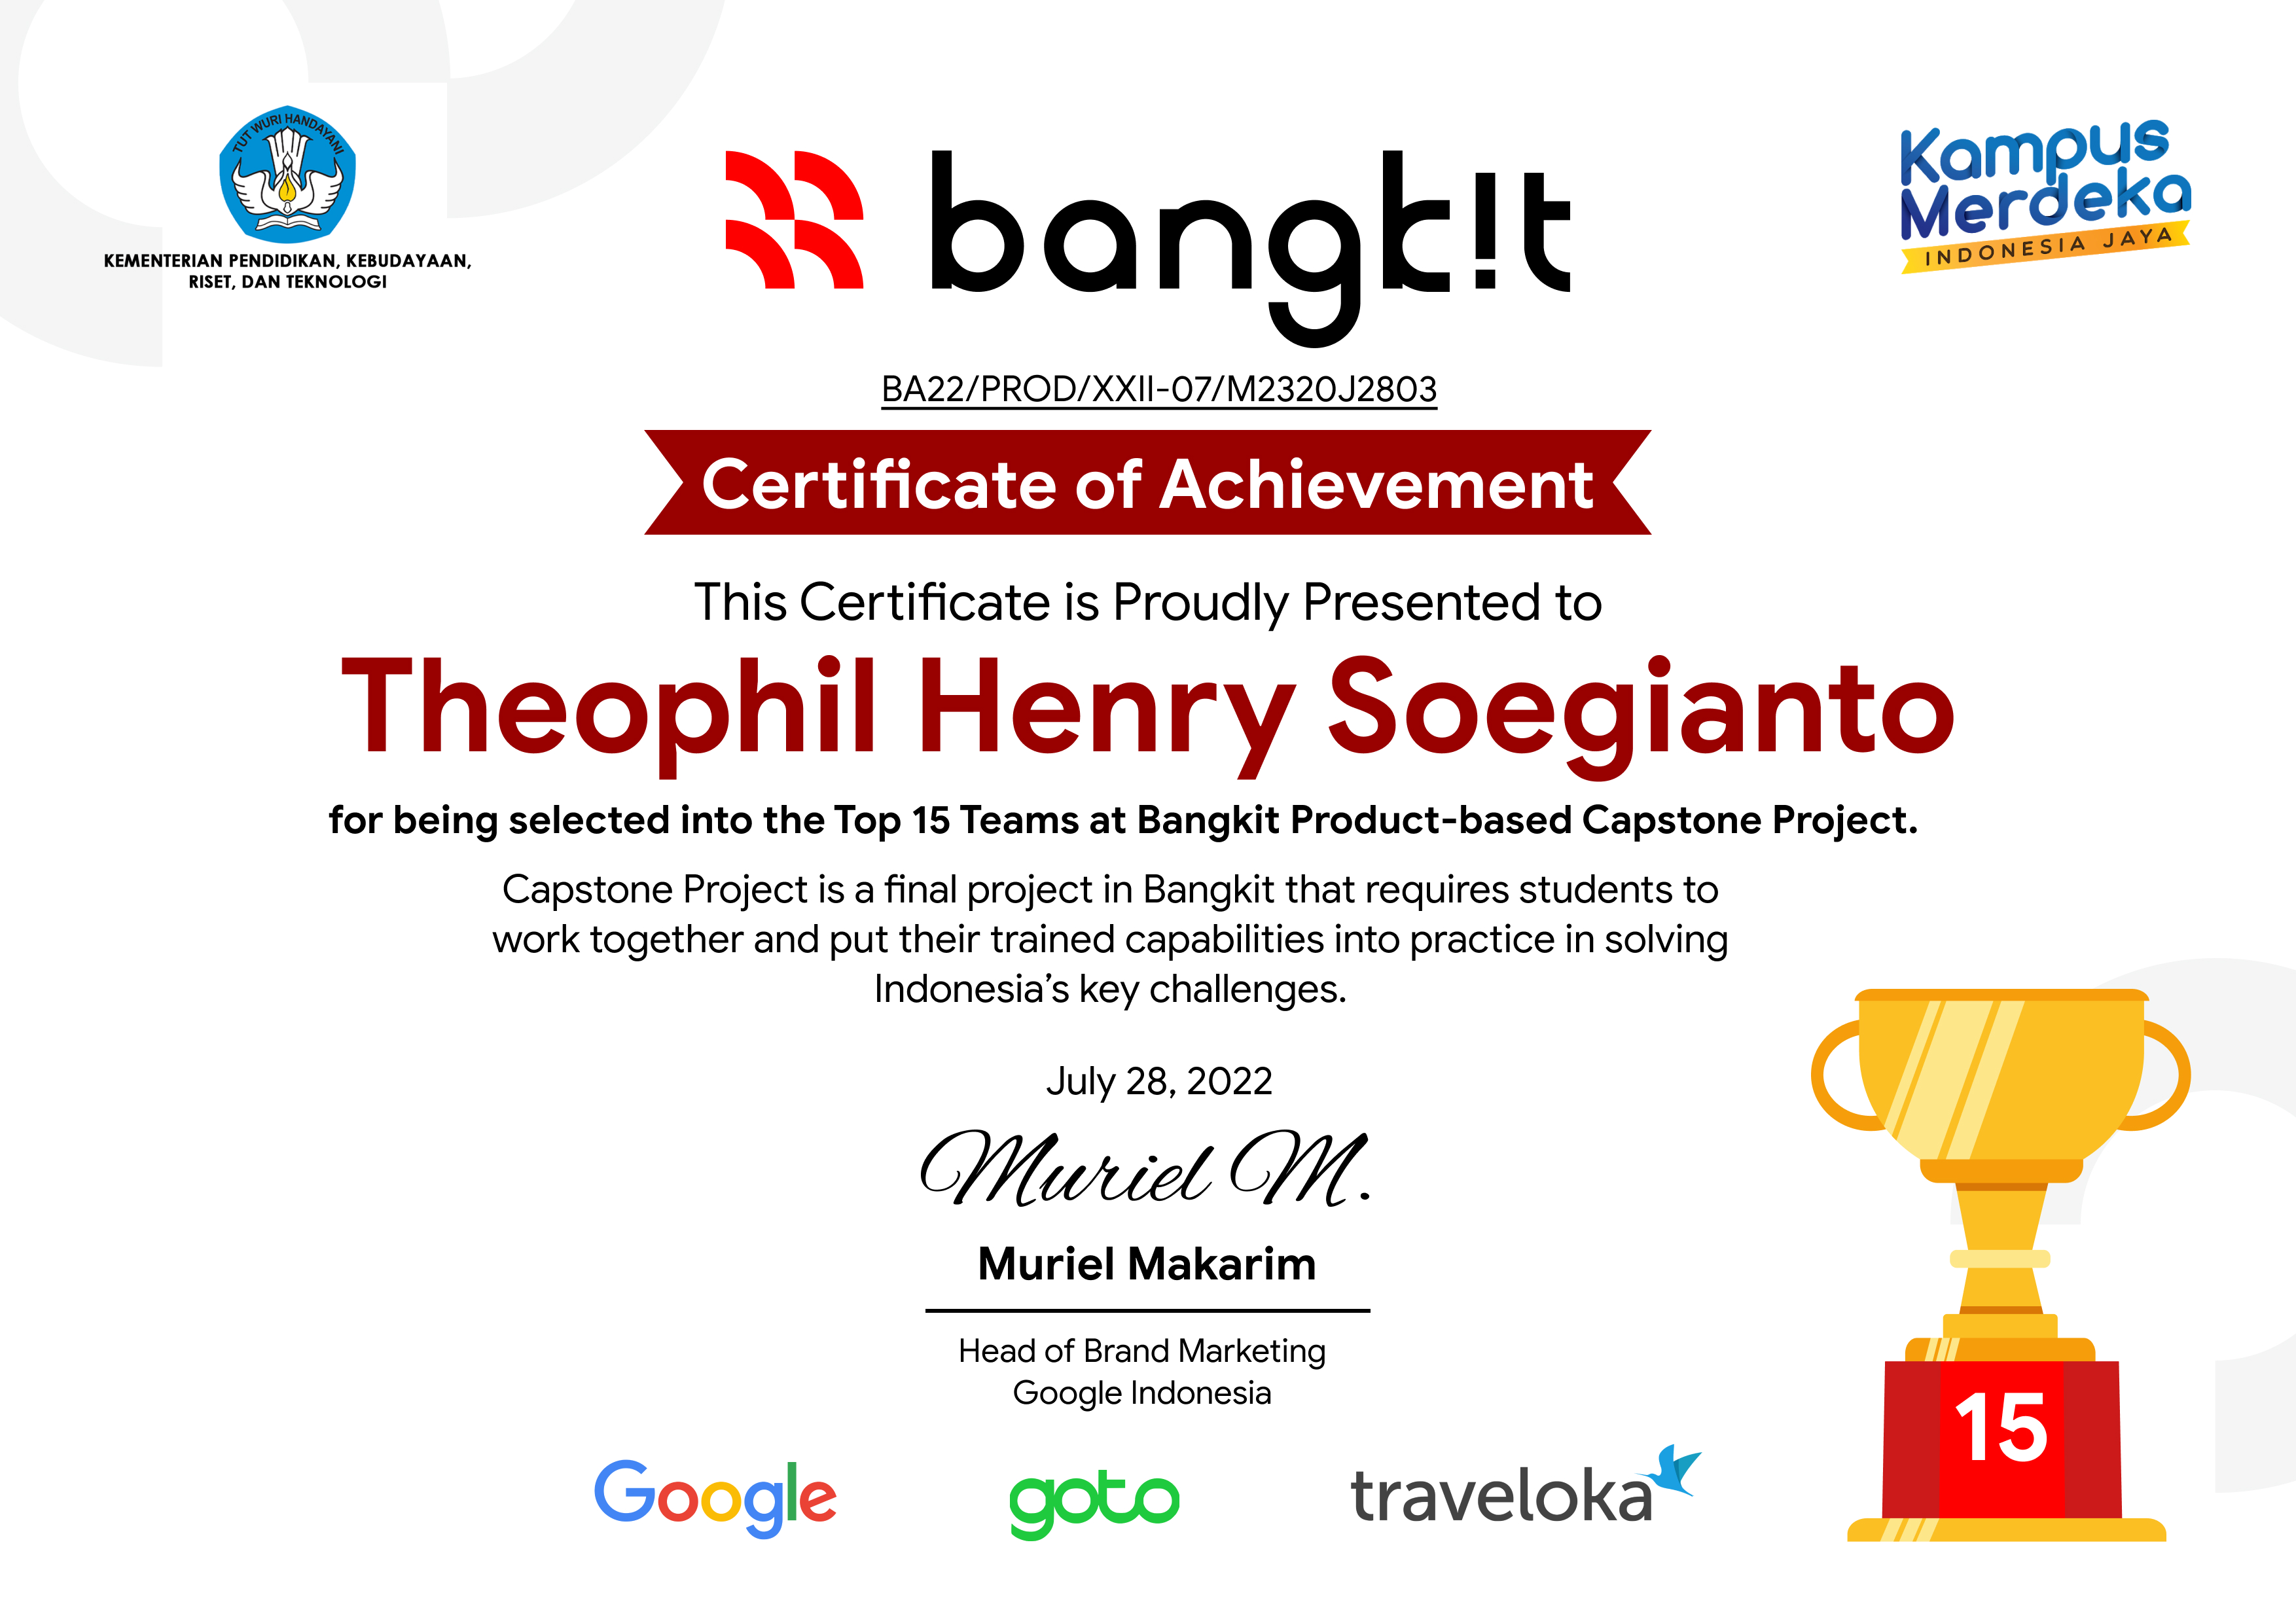 TUT WURI HANDAYANI
KEMENTERIAN PENDIDIKAN, KEBUDAYAAN,
RISET, DAN TEKNOLOGI
bangk!t
Kampus
Merdeka
INDONESIA JAYA
BA22/PROD/XXII-07/M2320J2803
Certificate of Achievement
This Certificate is Proudly Presented to
Theophil Henry Soegianto
for being selected into the Top 15 Teams at Bangkit Product-based Capstone Project.
Capstone Project is a final project in Bangkit that requires students to
work together and put their trained capabilities into practice in solving
Indonesia’s key challenges.
July 28, 2022
Muriel M.
Muriel Makarim
Head of Brand Marketing
Google Indonesia
15
Google
goto
traveloka